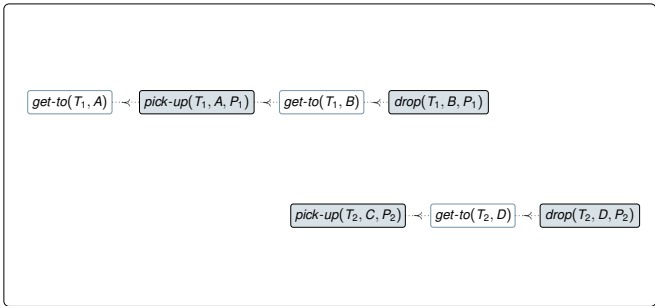 get-to(T₁, A) ≺ pick-up(T₁, A, P₁) ≺ get-to(T₁, B) ≺ drop(T₁, B, P₁)
pick-up(T₂, C, P₂) ≺ get-to(T₂, D) ≺ drop(T₂, D, P₂)